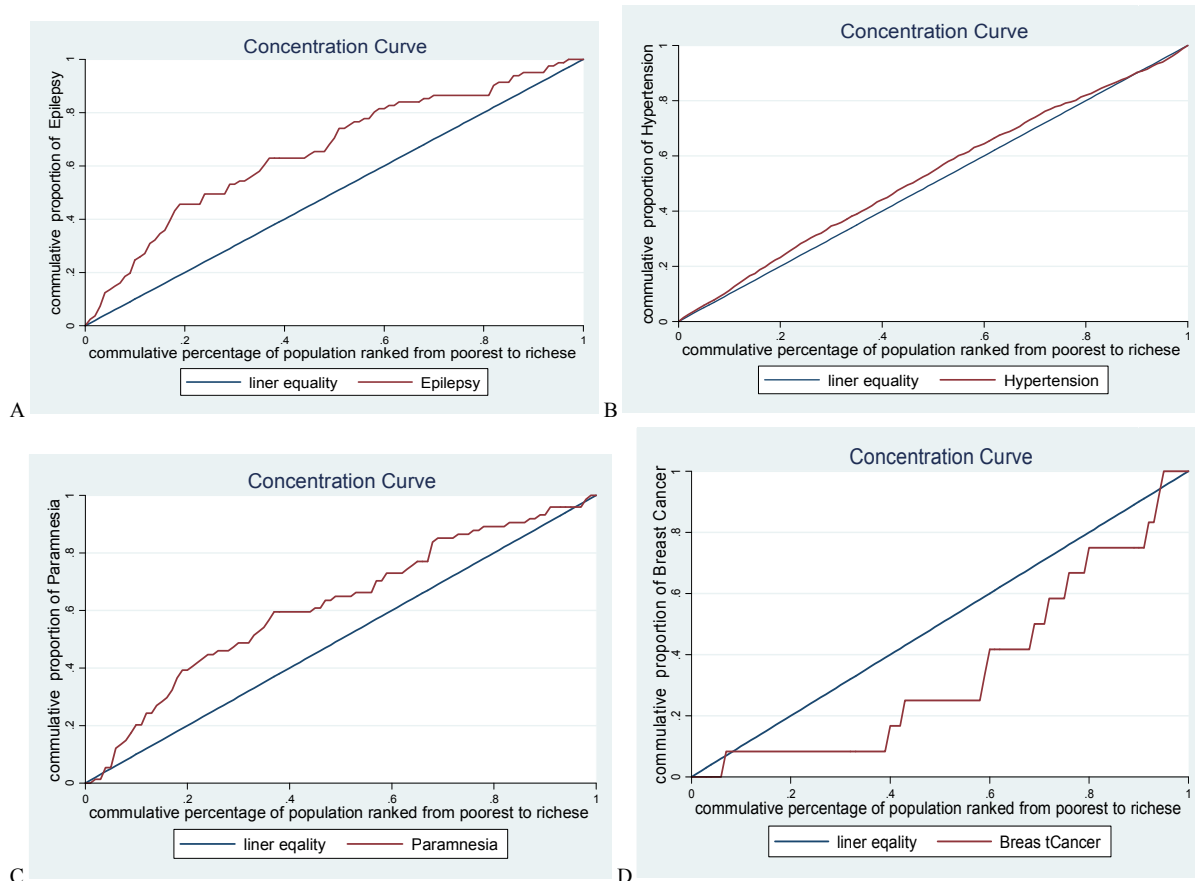 Concentration Curve
commulative proportion of Epilepsy
0 .2 .4 .6 .8 1
0 .2 .4 .6 .8 1
commulative percentage of population ranked from poorest to richese
liner equality Epilepsy
A
Concentration Curve
commulative proportion of Hypertension
0 .2 .4 .6 .8 1
0 .2 .4 .6 .8 1
commulative percentage of population ranked from poorest to richese
liner equality Hypertension
B
Concentration Curve
commulative proportion of Paramnesia
0 .2 .4 .6 .8 1
0 .2 .4 .6 .8 1
commulative percentage of population ranked from poorest to richese
liner eqality Paramnesia
C
Concentration Curve
commulative proportion of Breast Cancer
0 .2 .4 .6 .8 1
0 .2 .4 .6 .8 1
commulative percentage of population ranked from poorest to richese
liner eqality Breas tCancer
D